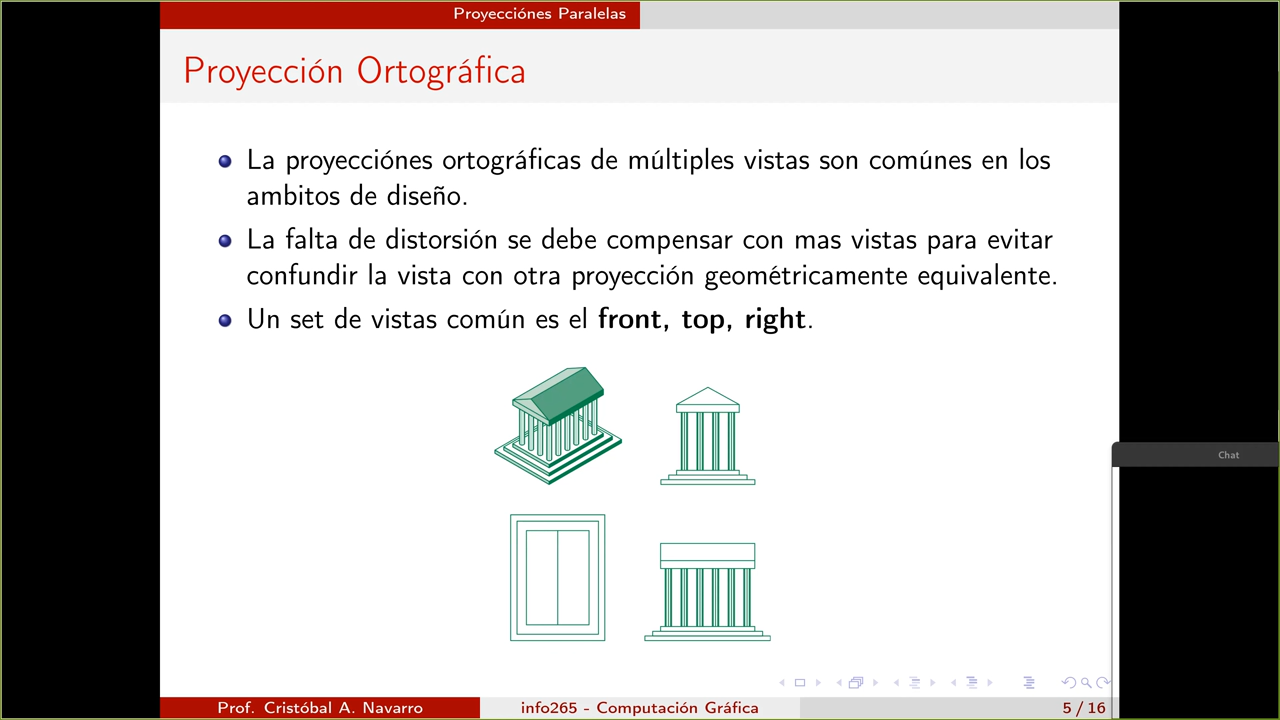 Proyecciónes Paralelas
Proyección Ortográfica
La proyecciónes ortográficas de múltiples vistas son comúnes en los
ambitos de diseño.
La falta de distorsión se debe compensar con mas vistas para evitar
confundir la vista con otra proyección geométricamente equivalente.
Un set de vistas común es el front, top, right.
Chat
Prof. Cristóbal A. Navarro
info265 - Computación Gráfica
5 / 16